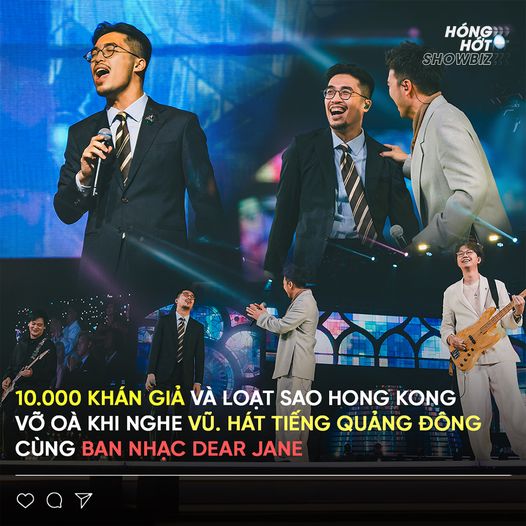 HÓNG
HỚT
SHOWBIZ
10.000 KHÁN GIẢ VÀ LOẠT SAO HONG KONG
VỠ OÀ KHI NGHE VŨ. HÁT TIẾNG QUẢNG ĐÔNG
CÙNG BAN NHẠC DEAR JANE